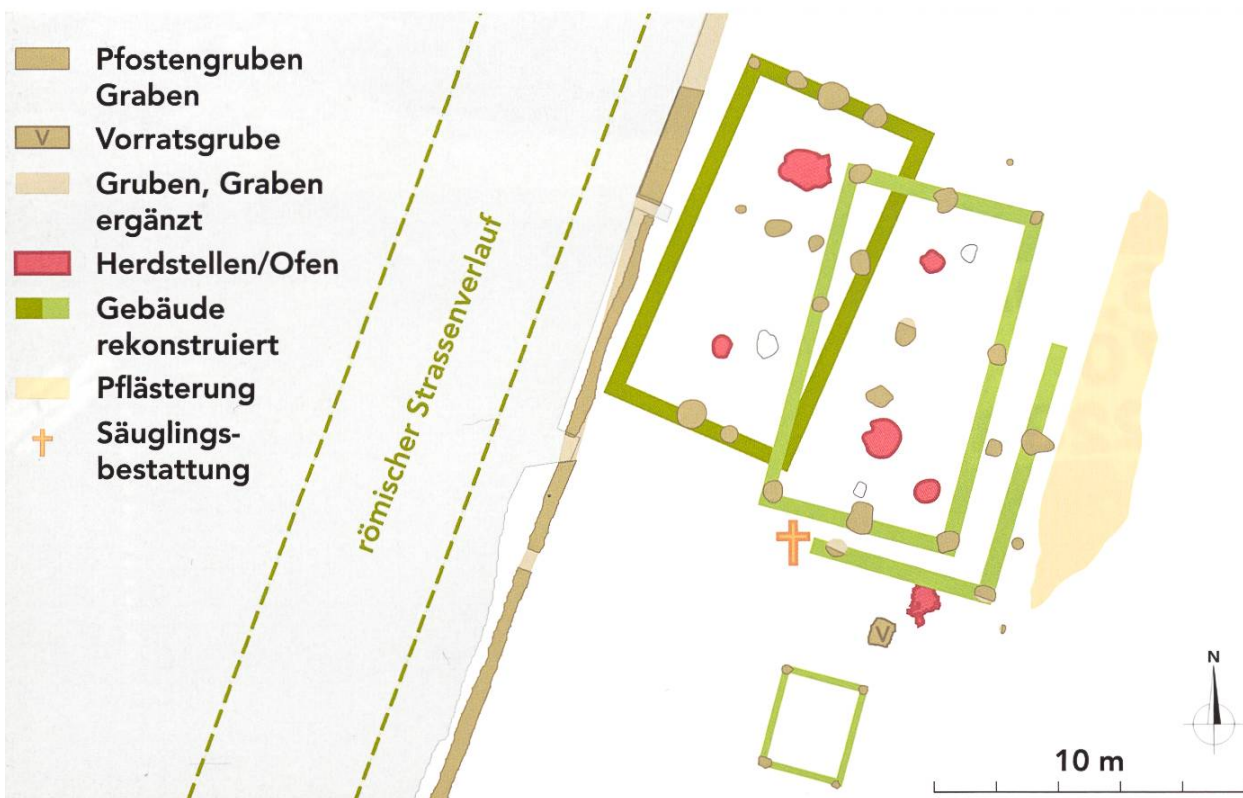 Pfostengruben
Graben
V
Vorratsgrube
Gruben, Graben
ergänzt
Herdstellen/Ofen
Gebäude
rekonstruiert
Pflästerung
Säuglings-
bestattung
römischer Strassenverlauf
V
N
10 m